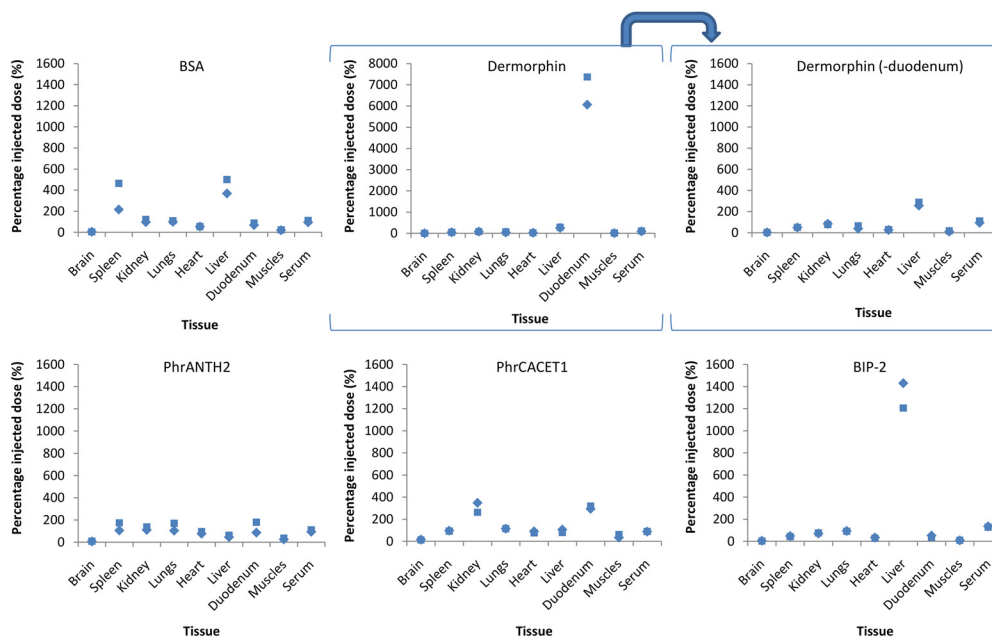 BSA
Percentage injected dose (%)
1600
1400
1200
1000
800
600
400
200
0
Brain
Spleen
Kidney
Lungs
Heart
Liver
Duodenum
Muscles
Serum
Tissue
Dermorphin
Percentage injected dose (%)
8000
7000
6000
5000
4000
3000
2000
1000
0
Brain
Spleen
Kidney
Lungs
Heart
Liver
Duodenum
Muscles
Serum
Tissue
Dermorphin (-duodenum)
Percentage injected dose (%)
1600
1400
1200
1000
800
600
400
200
0
Brain
Spleen
Kidney
Lungs
Heart
Liver
Muscles
Serum
Tissue
PhrANTH2
Percentage injected dose (%)
1600
1400
1200
1000
800
600
400
200
0
Brain
Spleen
Kidney
Lungs
Heart
Liver
Duodenum
Muscles
Serum
Tissue
PhrCACET1
Percentage injected dose (%)
1600
1400
1200
1000
800
600
400
200
0
Brain
Spleen
Kidney
Lungs
Heart
Liver
Duodenum
Muscles
Serum
Tissue
BIP-2
Percentage injected dose (%)
1600
1400
1200
1000
800
600
400
200
0
Brain
Spleen
Kidney
Lungs
Heart
Liver
Duodenum
Muscles
Serum
Tissue